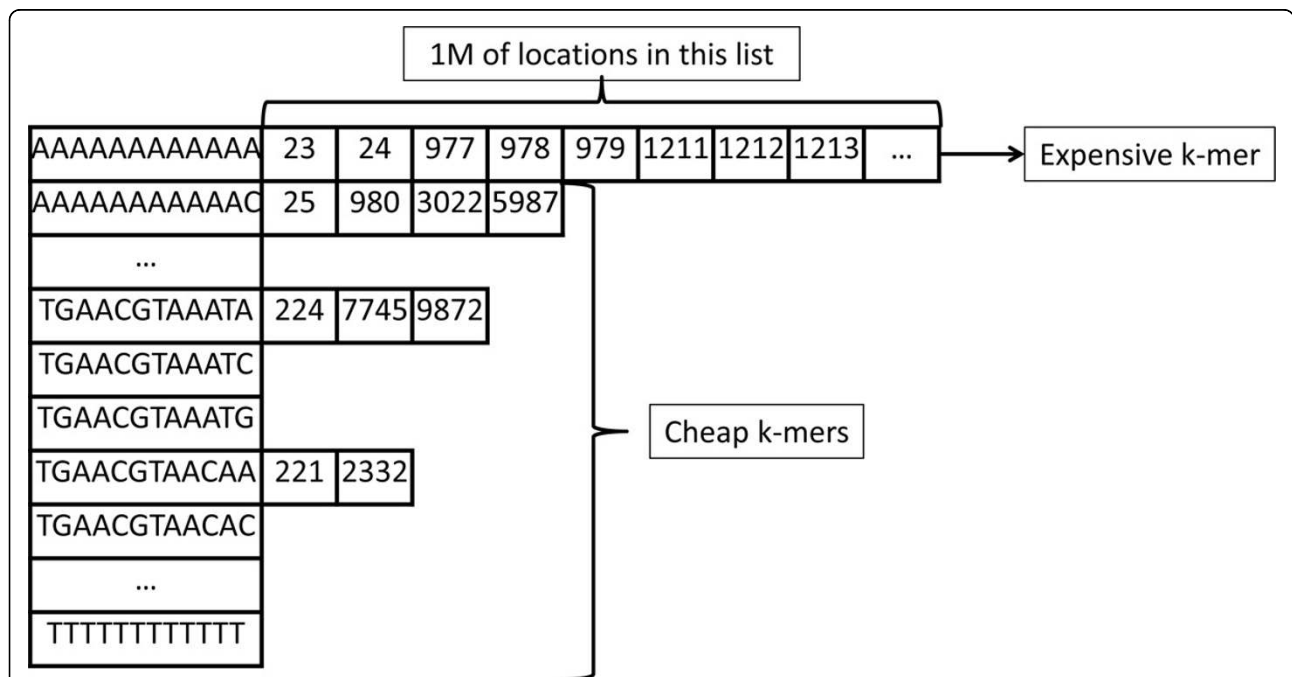 1M of locations in this list
AAAAAAAAAAAA 23 24 977 978 979 1211 1212 1213 ... Expensive k-mer
AAAAAAAAAAAC 25 980 3022 5987
...
TGAACGTAAATA 224 7745 9872
TGAACGTAAATC
TGAACGTAAATG
Cheap k-mers
TGAACGTAACAA 221 2332
TGAACGTAACAC
...
TTTTTTTTTTTT